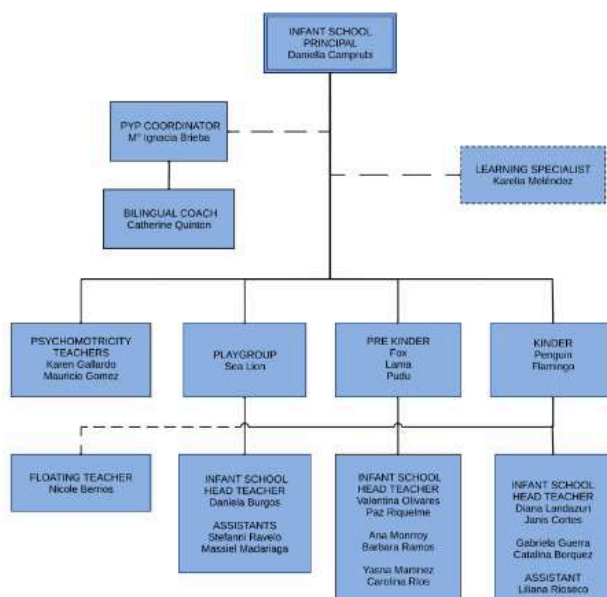 INFANT SCHOOL
PRINCIPAL
Daniella Camprubi
PYP COORDINATOR
Mª Ignacia Brieba
LEARNING SPECIALIST
Karelia Meléndez
BILINGUAL COACH
Catherine Quinton
PSYCHOMOTRICITY
TEACHERS
Karen Gallardo
Mauricio Gomez
PLAYGROUP
Sea Lion
PRE KINDER
Fox
Lama
Pudu
KINDER
Penguin
Flamingo
FLOATING TEACHER
Nicole Berrios
INFANT SCHOOL
HEAD TEACHER
Daniela Burgos
ASSISTANTS
Stefanni Ravelo
Massiel Madariaga
INFANT SCHOOL
HEAD TEACHER
Valentina Olivares
Paz Riquelme
Ana Monrroy
Barbara Ramos
Yasna Martinez
Carolina Rios
INFANT SCHOOL
HEAD TEACHER
Diana Landazuri
Janis Cortes
Gabriela Guerra
Catalina Borquez
ASSISTANT
Liliana Rioseco